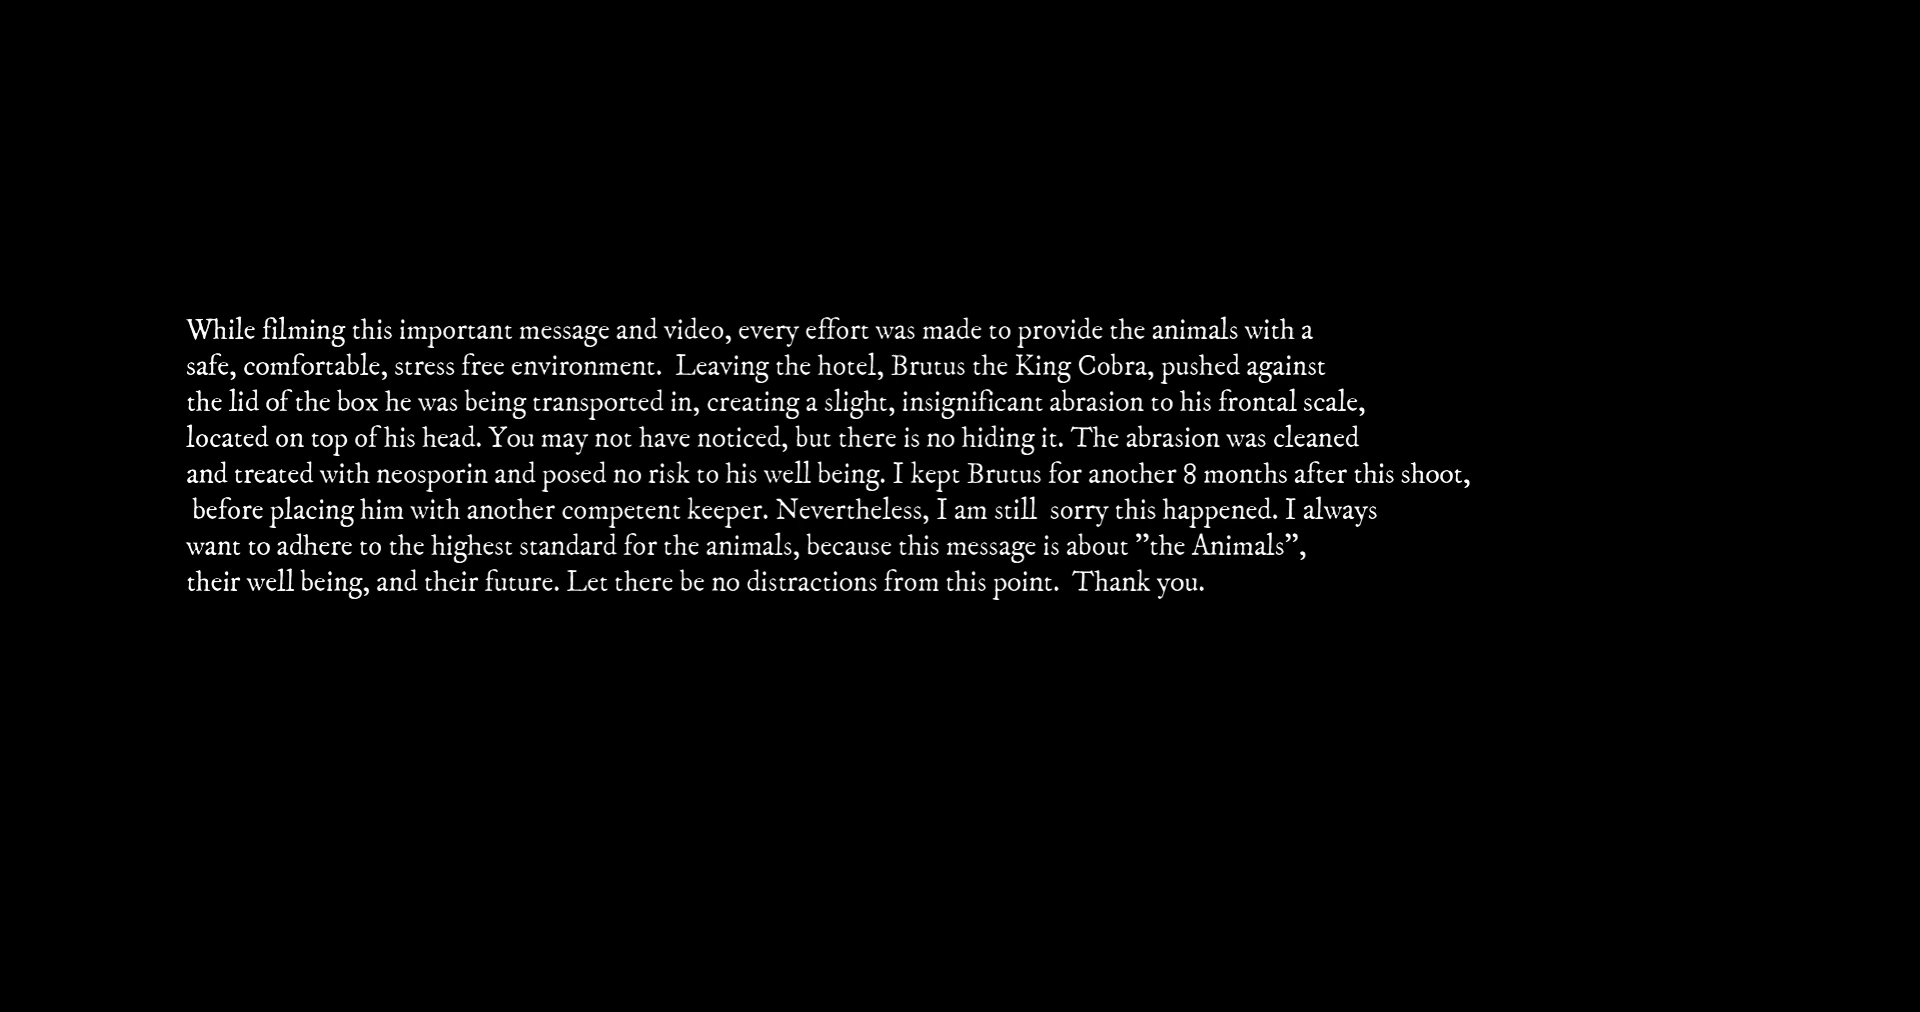 While filming this important message and video, every effort was made to provide the animals with a
safe, comfortable, stress free environment.  Leaving the hotel, Brutus the King Cobra, pushed against
the lid of the box he was being transported in, creating a slight, insignificant abrasion to his frontal scale,
located on top of his head. You may not have noticed, but there is no hiding it. The abrasion was cleaned
and treated with neosporin and posed no risk to his well being. I kept Brutus for another 8 months after this shoot,
before placing him with another competent keeper. Nevertheless, I am still  sorry this happened. I always
want to adhere to the highest standard for the animals, because this message is about ”the Animals”,
their well being, and their future. Let there be no distractions from this point.  Thank you.